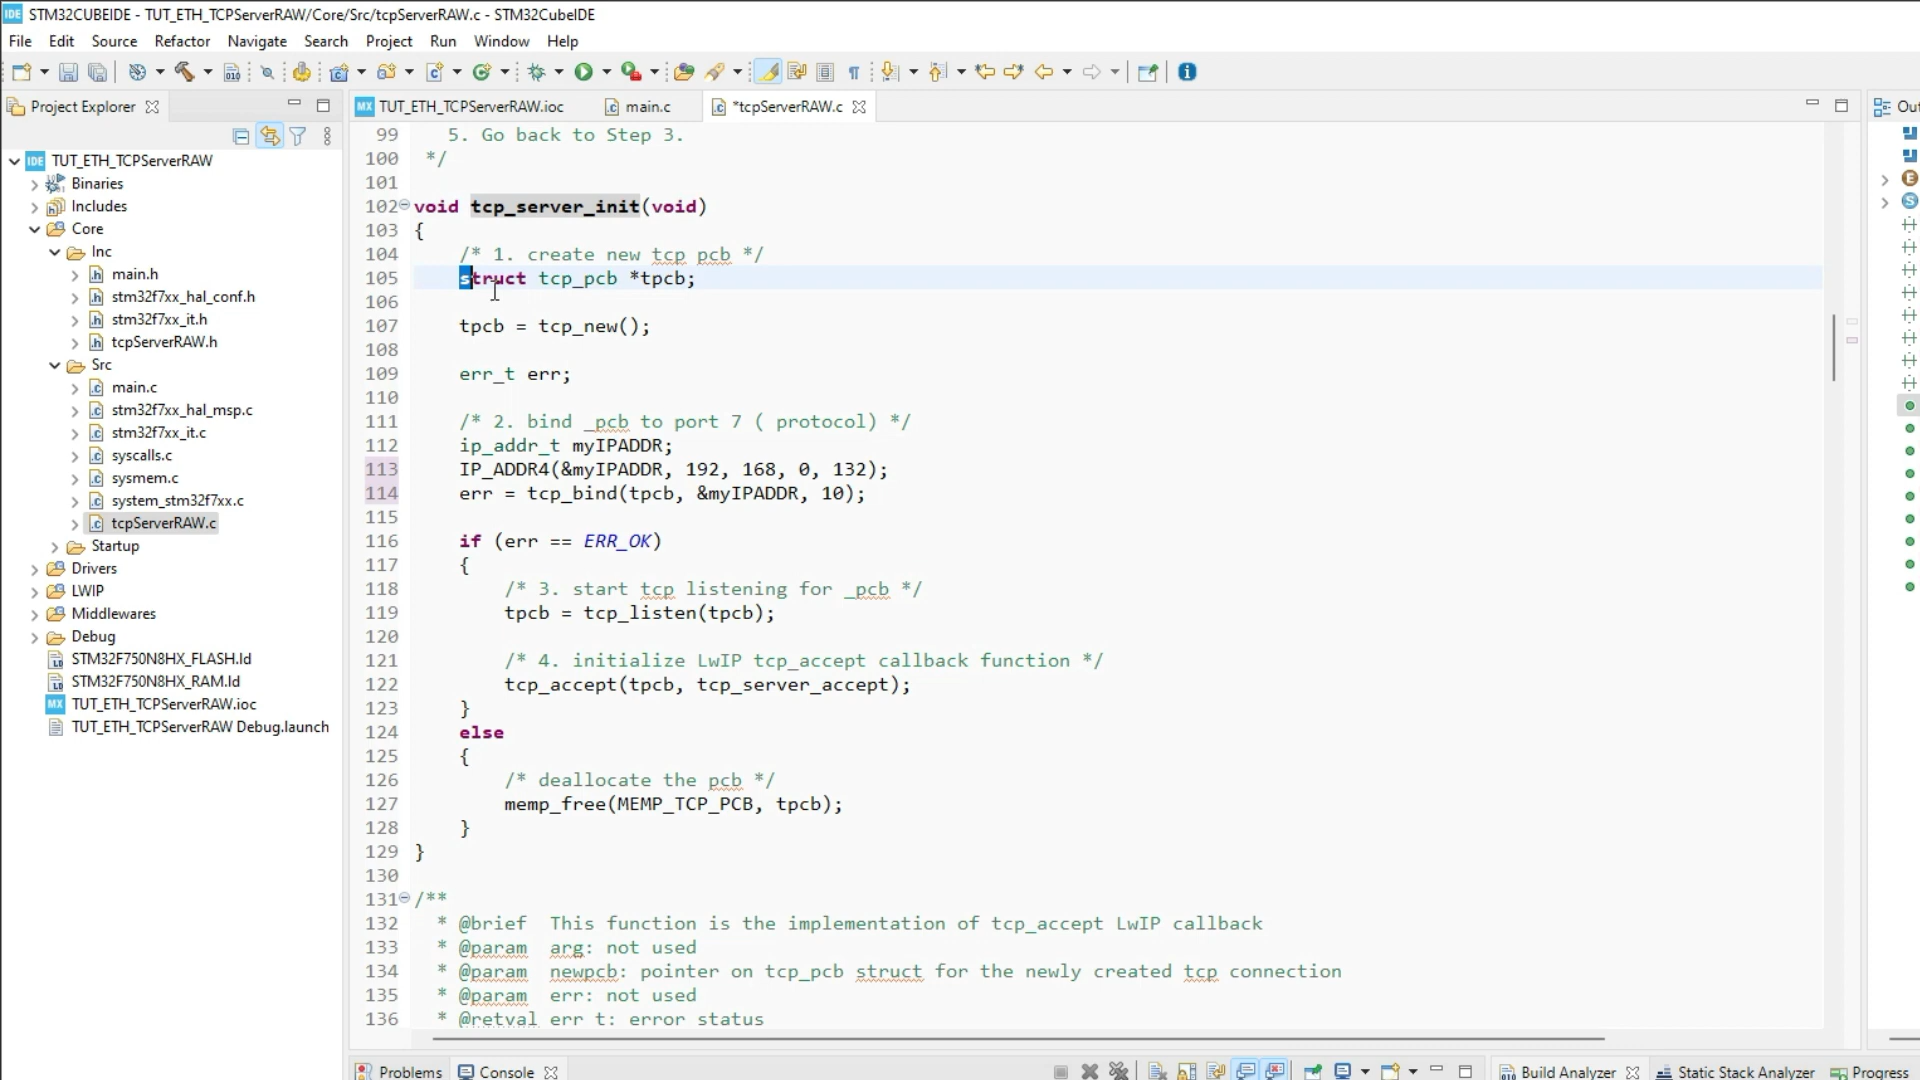 IDE STM32CUBEIDE - TUT_ETH_TCPServerRAW/Core/Src/tcpServerRAW.c - STM32CubeIDE
File Edit Source Refactor Navigate Search Project Run Window Help
Project Explorer
TUT_ETH_TCPServerRAW
Binaries
Includes
Core
Inc
main.h
stm32f7xx_hal_conf.h
stm32f7xx_it.h
tcpServerRAW.h
Src
main.c
stm32f7xx_hal_msp.c
stm32f7xx_it.c
syscalls.c
sysmem.c
system_stm32f7xx.c
tcpServerRAW.c
Startup
Drivers
LWIP
Middlewares
Debug
STM32F750N8HX_FLASH.ld
STM32F750N8HX_RAM.ld
MX TUT_ETH_TCPServerRAW.ioc
TUT_ETH_TCPServerRAW Debug.launch
MX TUT_ETH_TCPServerRAW.ioc main.c *tcpServerRAW.c
99 5. Go back to Step 3.
100 */
101
102 void tcp_server_init(void)
103 {
104 /* 1. create new tcp pcb */
105 struct tcp_pcb *tpcb;
106
107 tpcb = tcp_new();
108
109 err_t err;
110
111 /* 2. bind _pcb to port 7 ( protocol) */
112 ip_addr_t myIPADDR;
113 IP_ADDR4(&myIPADDR, 192, 168, 0, 132);
114 err = tcp_bind(tpcb, &myIPADDR, 10);
115
116 if (err == ERR_OK)
117 {
118 /* 3. start tcp listening for _pcb */
119 tpcb = tcp_listen(tpcb);
120
121 /* 4. initialize LwIP tcp_accept callback function */
122 tcp_accept(tpcb, tcp_server_accept);
123 }
124 else
125 {
126 /* deallocate the pcb */
127 memp_free(MEMP_TCP_PCB, tpcb);
128 }
129 }
130
131 /**
132 * @brief This function is the implementation of tcp_accept LwIP callback
133 * @param arg: not used
134 * @param newpcb: pointer on tcp_pcb struct for the newly created tcp connection
135 * @param err: not used
136 * @retval err_t: error status
Out
Problems Console Build Analyzer Static Stack Analyzer Progress